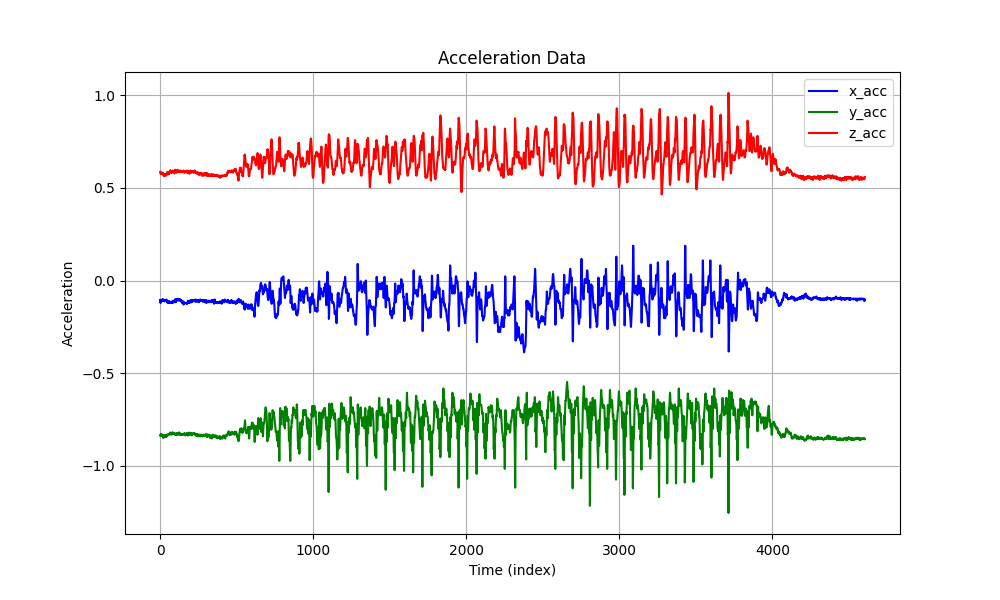 Acceleration Data
x_acc
y_acc
z_acc
1.0
0.5
0.0
−0.5
−1.0
Acceleration
0 1000 2000 3000 4000
Time (index)